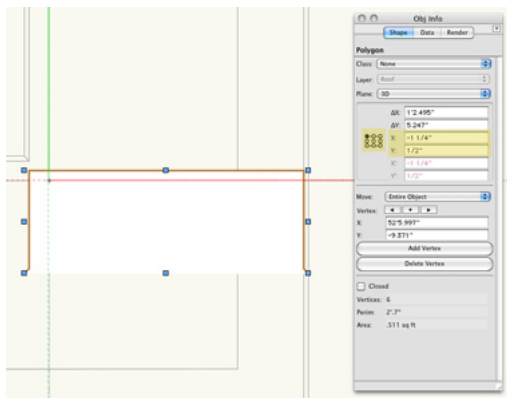 Obj Info
Shape Data Render
Polygon
Class: None
Layer: Roof
Plane: 3D
ΔX: 1'2.495"
ΔY: 5.247"
X: -1 1/4"
Y: 1/2"
X': -1 1/4"
Y': 1/2"
Move: Entire Object
Vertex:
X: 52'5.997"
Y: -9.371"
Add Vertex
Delete Vertex
Closed
Vertices: 6
Perim: 2'.7"
Area: .511 sq ft